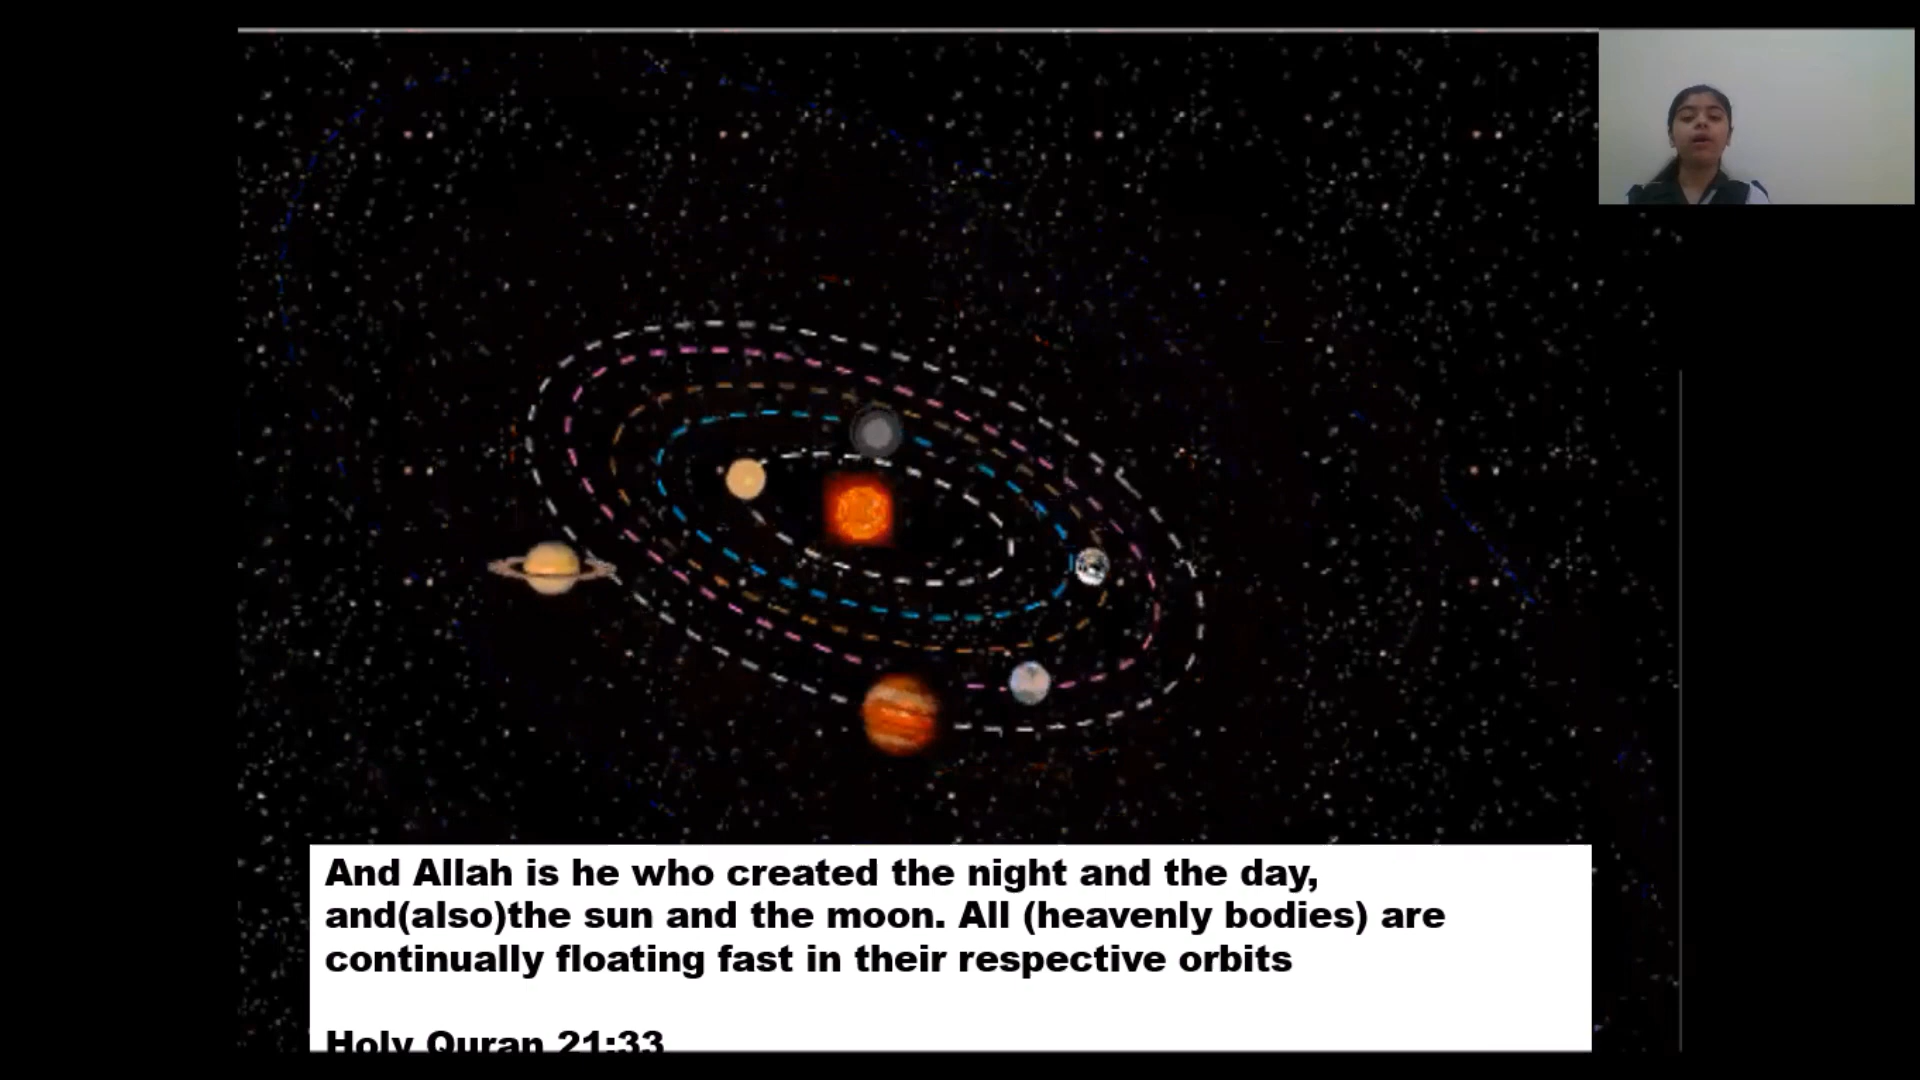 And Allah is he who created the night and the day,
and(also)the sun and the moon. All (heavenly bodies) are
continually floating fast in their respective orbits
Holy Quran 21:33